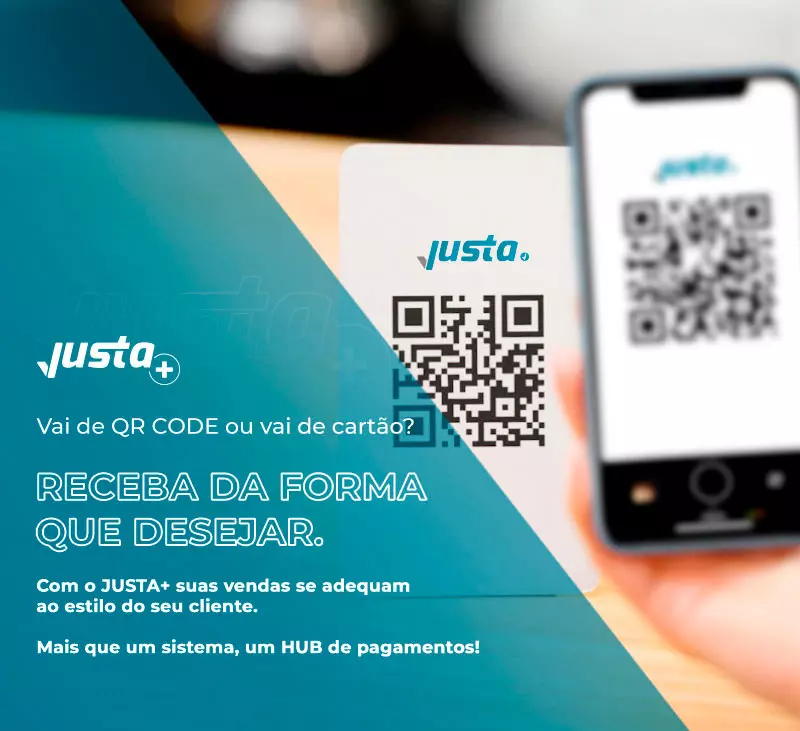 justa+
Vai de QR CODE ou vai de cartão?
RECEBA DA FORMA
QUE DESEJAR.
Com o JUSTA+ suas vendas se adequam
ao estilo do seu cliente.
Mais que um sistema, um HUB de pagamentos!
justa.
justa.